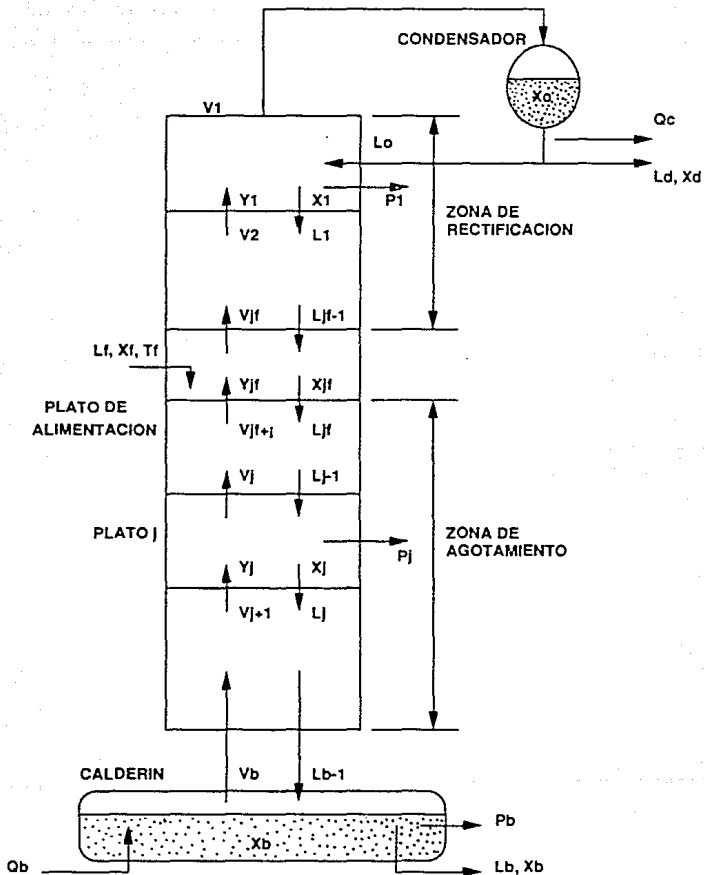 CONDENSADOR
Xo
V1
Qc
Lo
Ld, Xd
Y1
X1
P1
V2
L1
ZONA DE
RECTIFICACION
Vjf
Ljf-1
Lf, Xf, Tf
Yjf
Xjf
PLATO DE
ALIMENTACION
Vjf+j
Ljf
Vj
Lj-1
PLATO j
Pj
ZONA DE
AGOTAMIENTO
Yj
Xj
Vj+1
Lj
CALDERIN
Vb
Lb-1
Pb
Xb
Qb
Lb, Xb